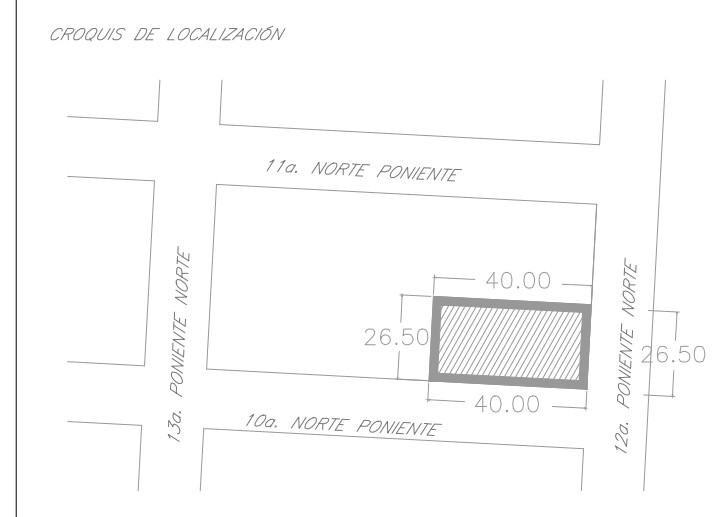 CROQUIS DE LOCALIZACIÓN
11a. NORTE PONIENTE
13a. PONIENTE NORTE
40.00
26.50
12a. PONIENTE NORTE
26.50
40.00
10a. NORTE PONIENTE